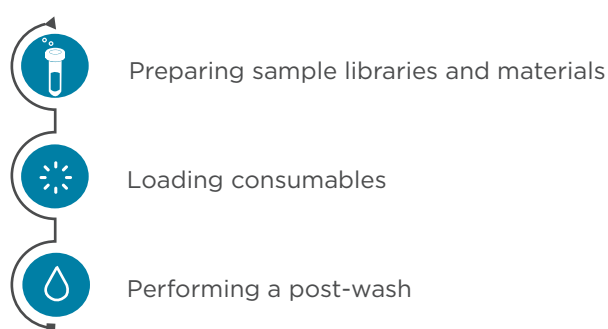 Preparing sample libraries and materials
Loading consumables
Performing a post-wash